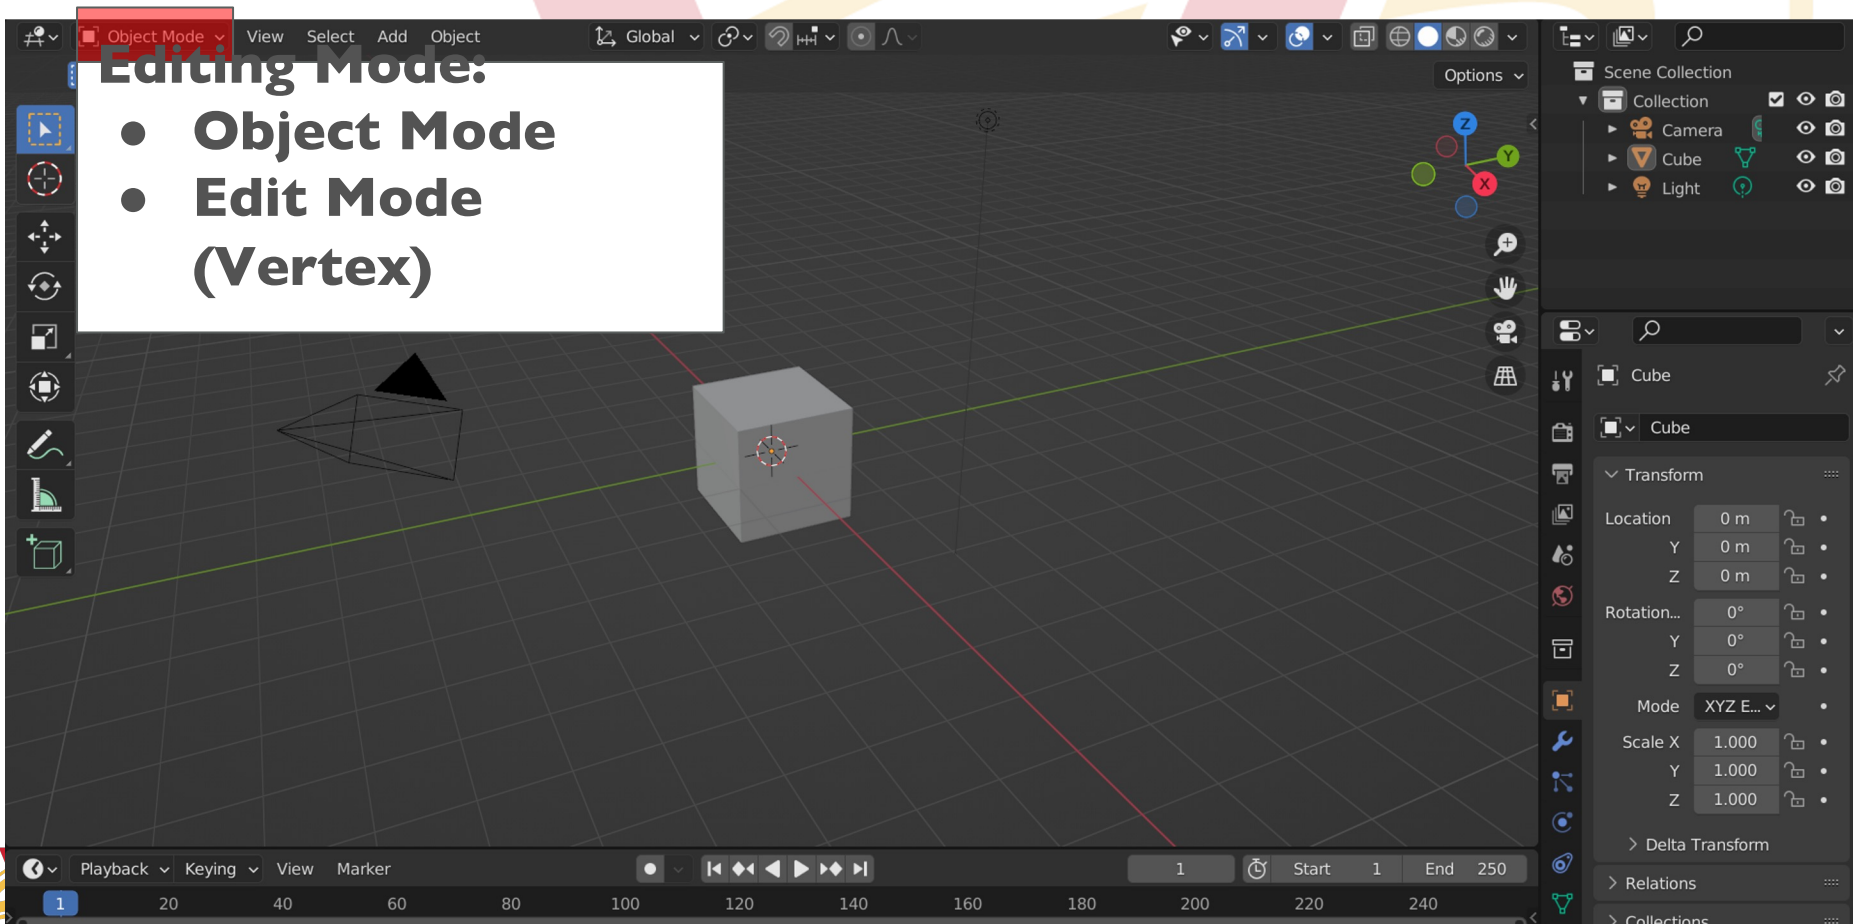 Object Mode View Select Add Object Global
Editing Mode:
● Object Mode
● Edit Mode
(Vertex)
Options
Z
Y
X
Scene Collection
Collection
Camera
Cube
Light
Cube
Cube
Transform
Location 0 m
Y 0 m
Z 0 m
Rotation... 0°
Y 0°
Z 0°
Mode XYZ E...
Scale X 1.000
Y 1.000
Z 1.000
Delta Transform
Relations
Collections
Playback Keying View Marker 1 Start 1 End 250
1 20 40 60 80 100 120 140 160 180 200 220 240